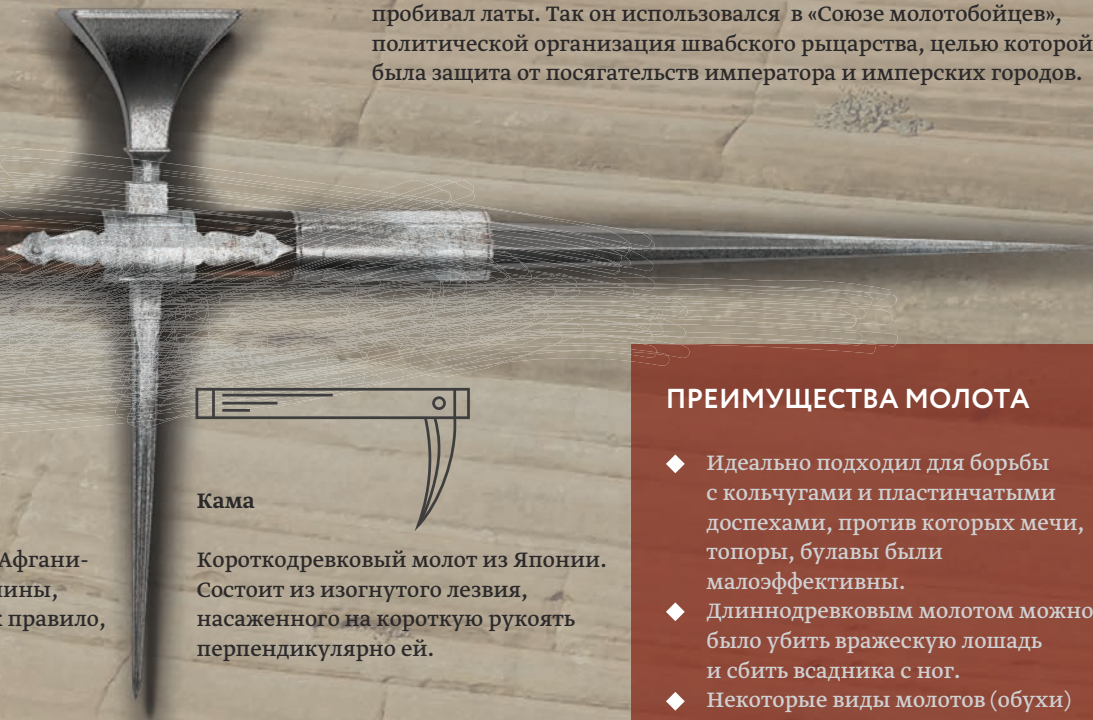 пробивал латы. Так он использовался в «Союзе молотобойцев»,
политической организация швабского рыцарства, целью которой
была защита от посягательств императора и имперских городов.
Афгани-
правило,
Кама
Короткодревковый молот из Японии.
Состоит из изогнутого лезвия,
насаженного на короткую рукоять
перпендикулярно ей.
ПРЕИМУЩЕСТВА МОЛОТА
Идеально подходил для борьбы
с кольчугами и пластинчатыми
доспехами, против которых мечи,
топоры, булавы были
малоэффективны.
Длиннодревковым молотом можно
было убить вражескую лошадь
и сбить всадника с ног.
Некоторые виды молотов (обухи)